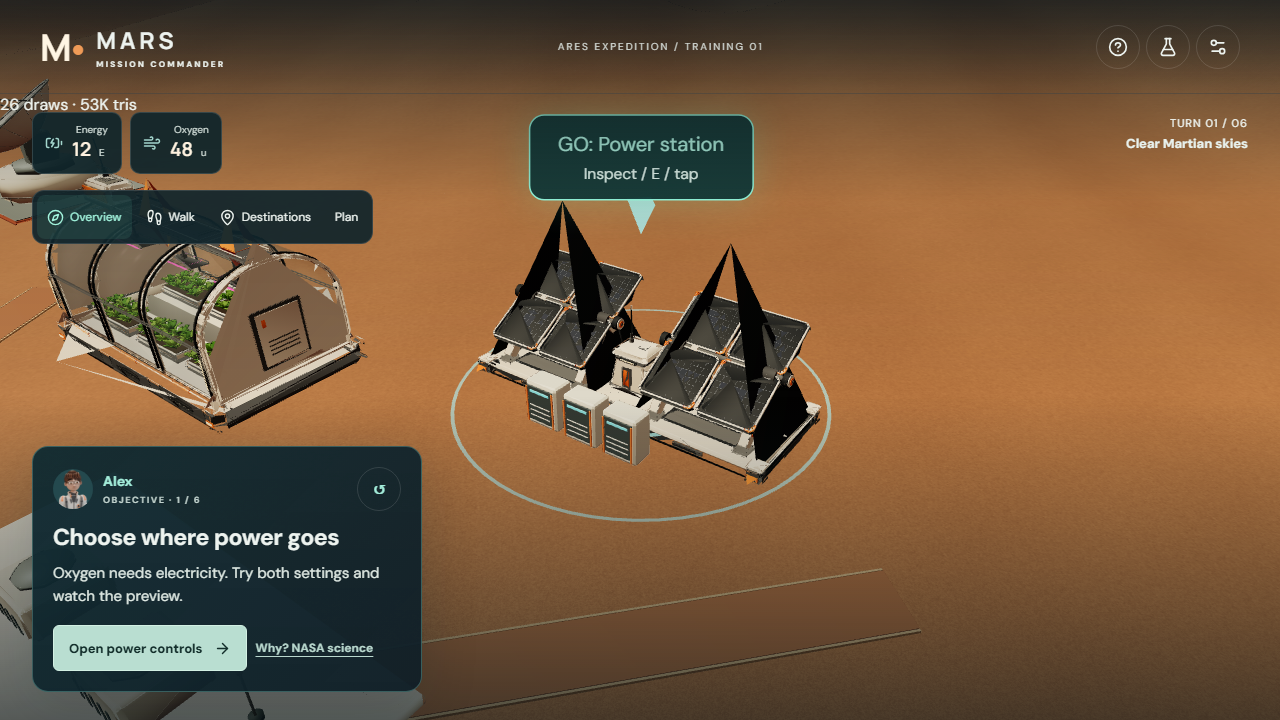 M
MARS
MISSION COMMANDER
ARES EXPEDITION / TRAINING 01
26 draws · 53K tris
Energy
12 E
Oxygen
48 u
TURN 01 / 06
Clear Martian skies
GO: Power station
Inspect / E / tap
Overview
Walk
Destinations
Plan
Alex
OBJECTIVE · 1 / 6
Choose where power goes
Oxygen needs electricity. Try both settings and
watch the preview.
Open power controls
Why? NASA science